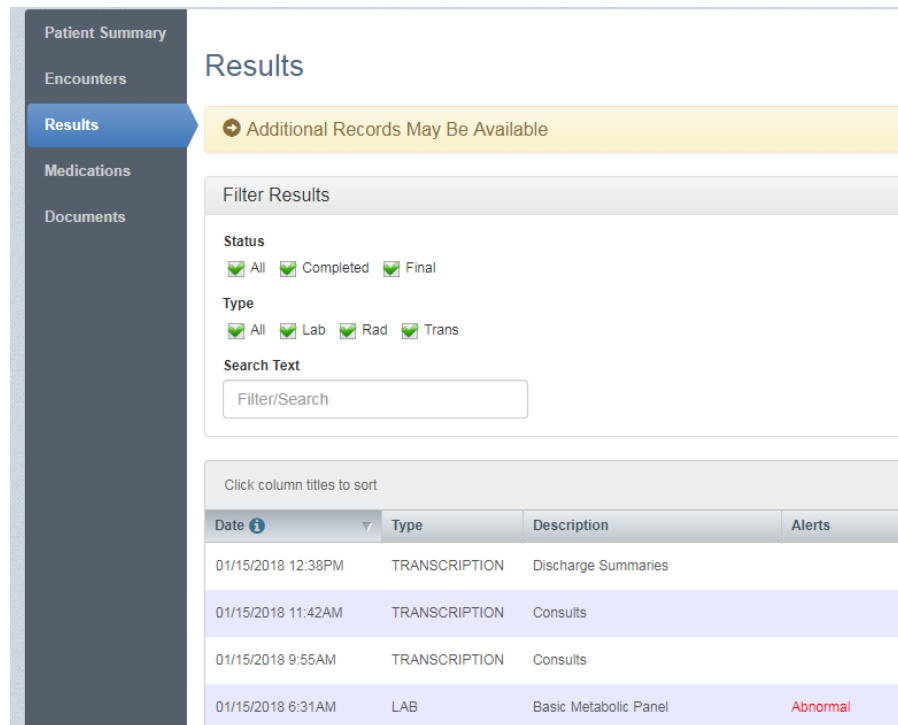 Patient Summary
Encounters
Results
Medications
Documents
Results
Additional Records May Be Available
Filter Results
Status
All Completed Final
Type
All Lab Rad Trans
Search Text
Filter/Search
Click column titles to sort
Date Type Description Alerts
01/15/2018 12:38PM TRANSCRIPTION Discharge Summaries
01/15/2018 11:42AM TRANSCRIPTION Consults
01/15/2018 9:55AM TRANSCRIPTION Consults
01/15/2018 6:31AM LAB Basic Metabolic Panel Abnormal